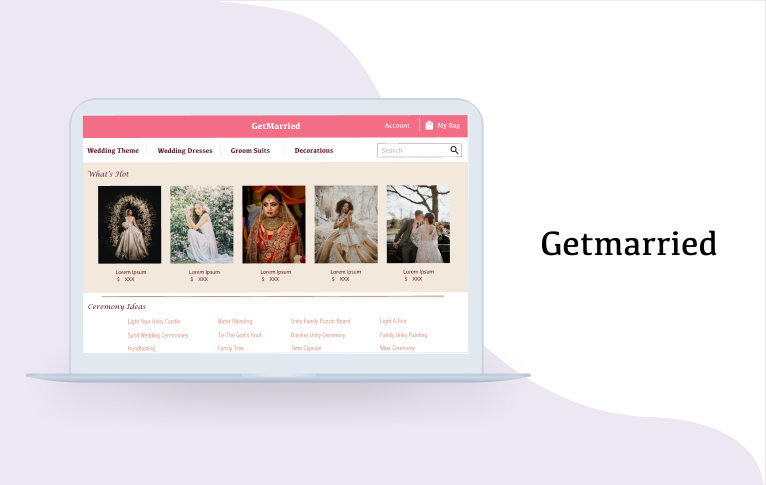 GetMarried
Account
My Bag
Wedding Theme
Wedding Dresses
Groom Suits
Decorations
Search
What's Hot
Lorem Ipsum
$ XXX
Lorem Ipsum
$ XXX
Lorem Ipsum
$ XXX
Lorem Ipsum
$ XXX
Lorem Ipsum
$ XXX
Ceremony Ideas
Light Your Unity Candle
Water Blending
Unity Family Puzzle Board
Light A Fire
Sand Wedding Ceremonies
Tie The God's Knot
Blanket Unity Ceremony
Family Unity Painting
Handfasting
Family Tree
Time Capsule
Wine Ceremony
Getmarried